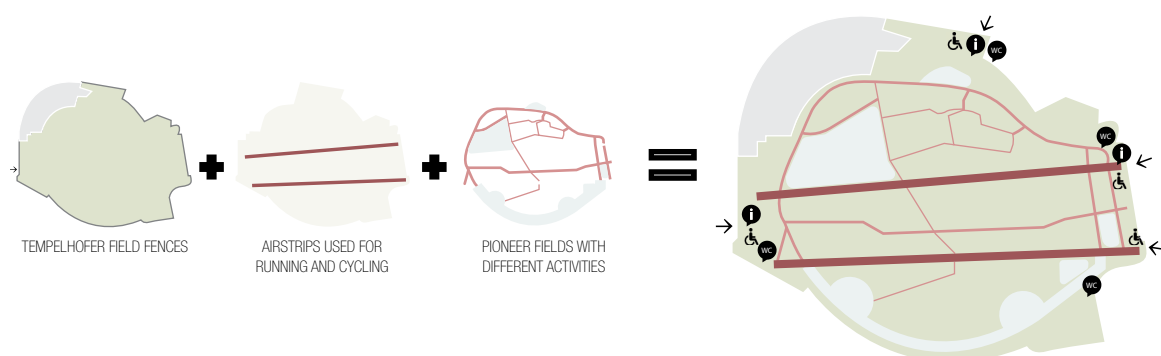 TEMPELHOFER FIELD FENCES
AIRSTRIPS USED FOR
RUNNING AND CYCLING
PIONEER FIELDS WITH
DIFFERENT ACTIVITIES
i
WC
WC
i
i
WC
WC